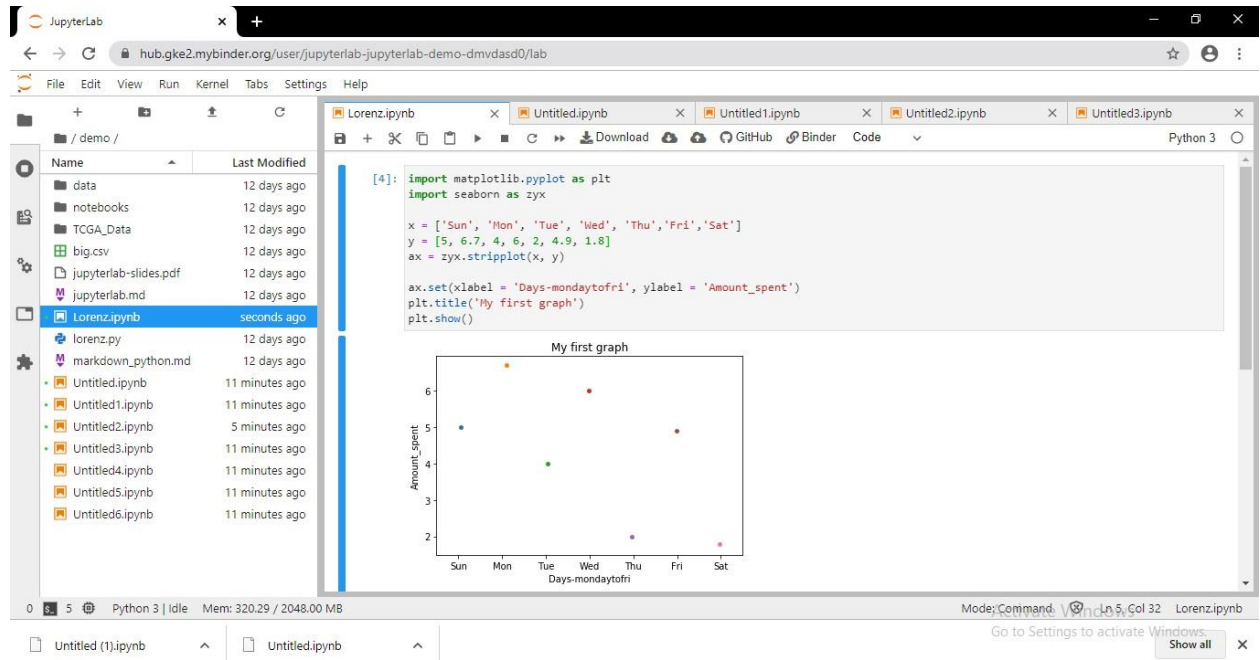 JupyterLab
hub.gke2.mybinder.org/user/jupyterlab-jupyterlab-demo-dmvdasd0/lab
File Edit View Run Kernel Tabs Settings Help
/ demo /
Name Last Modified
data 12 days ago
notebooks 12 days ago
TCGA_Data 12 days ago
big.csv 12 days ago
jupyterlab-slides.pdf 12 days ago
jupyterlab.md 12 days ago
Lorenz.ipynb seconds ago
lorenz.py 12 days ago
markdown_python.md 12 days ago
Untitled.ipynb 11 minutes ago
Untitled1.ipynb 11 minutes ago
Untitled2.ipynb 5 minutes ago
Untitled3.ipynb 11 minutes ago
Untitled4.ipynb 11 minutes ago
Untitled5.ipynb 11 minutes ago
Untitled6.ipynb 11 minutes ago
Lorenz.ipynb Untitled.ipynb Untitled1.ipynb Untitled2.ipynb Untitled3.ipynb
Download GitHub Binder Code Python 3
[4]: import matplotlib.pyplot as plt
import seaborn as zyx
x = ['Sun', 'Mon', 'Tue', 'Wed', 'Thu','Fri','Sat']
y = [5, 6.7, 4, 6, 2, 4.9, 1.8]
ax = zyx.stripplot(x, y)
ax.set(xlabel = 'Days-mondaytofri', ylabel = 'Amount_spent')
plt.title('My first graph')
plt.show()
My first graph
Amount_spent
6
5
4
3
2
Sun Mon Tue Wed Thu Fri Sat
Days-mondaytofri
0 5 Python 3 | Idle Mem: 320.29 / 2048.00 MB Mode: Command Ln 5, Col 32 Lorenz.ipynb
Activate Windows
Go to Settings to activate Windows.
Untitled (1).ipynb Untitled.ipynb Show all